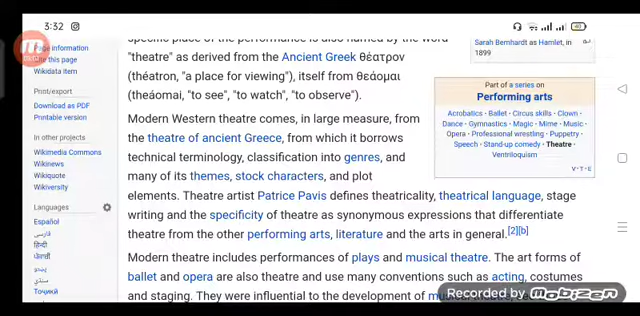 3:32
specific place of the performance is also named by the word
"theatre" as derived from the Ancient Greek θέατρον
(théatron, "a place for viewing"), itself from θεάομαι
(theáomai, "to see", "to watch", "to observe").
Modern Western theatre comes, in large measure, from
the theatre of ancient Greece, from which it borrows
technical terminology, classification into genres, and
many of its themes, stock characters, and plot
elements. Theatre artist Patrice Pavis defines theatricality, theatrical language, stage
writing and the specificity of theatre as synonymous expressions that differentiate
theatre from the other performing arts, literature and the arts in general.[2][b]
Modern theatre includes performances of plays and musical theatre. The art forms of
ballet and opera are also theatre and use many conventions such as acting, costumes
and staging. They were influential to the development of
Page information
this page
Wikidata item
Print/export
Download as PDF
Printable version
In other projects
Wikimedia Commons
Wikinews
Wikiquote
Wikiversity
Languages
Español
فارسی
हिन्दी
ਪੰਜਾਬੀ
پښتو
سنڌي
Тоҷикӣ
Sarah Bernhardt as Hamlet, in
1899
Part of a series on
Performing arts
Acrobatics · Ballet · Circus skills · Clown ·
Dance · Gymnastics · Magic · Mime · Music ·
Opera · Professional wrestling · Puppetry ·
Speech · Stand-up comedy · Theatre ·
Ventriloquism
V · T · E
Recorded by mobizen